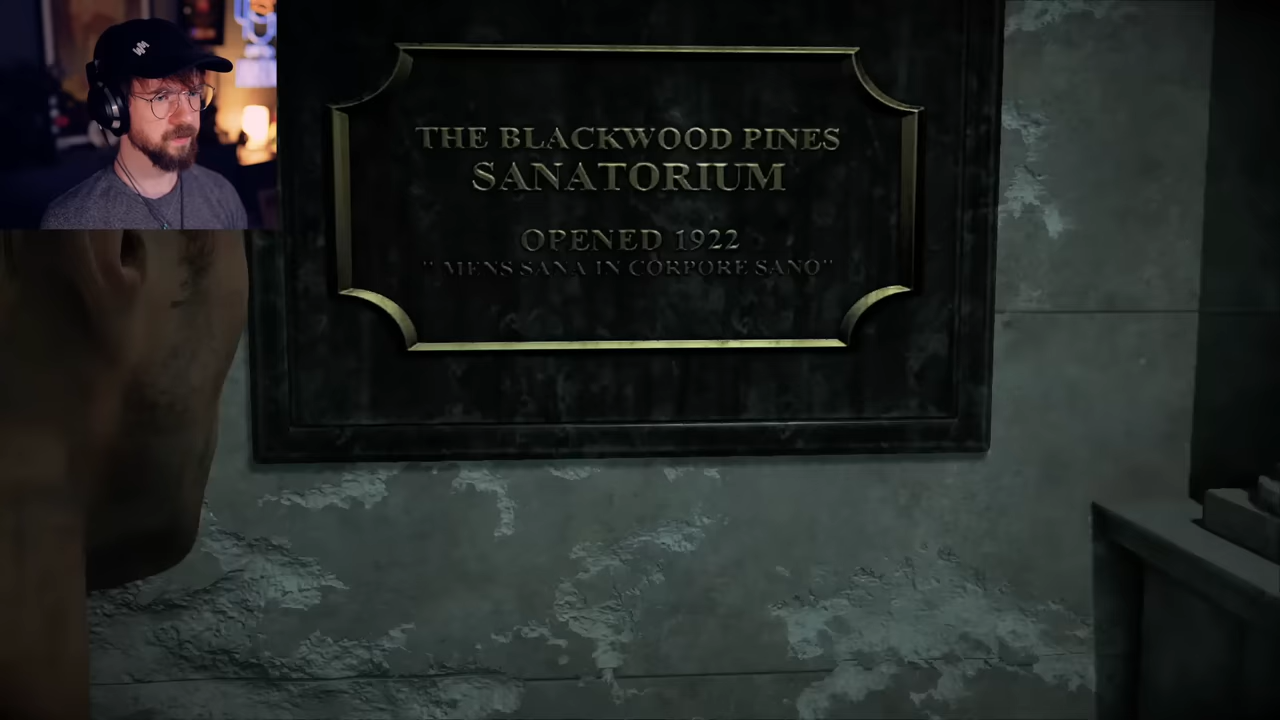 THE BLACKWOOD PINES
SANATORIUM
OPENED 1922
" MENS SANA IN CORPORE SANO"